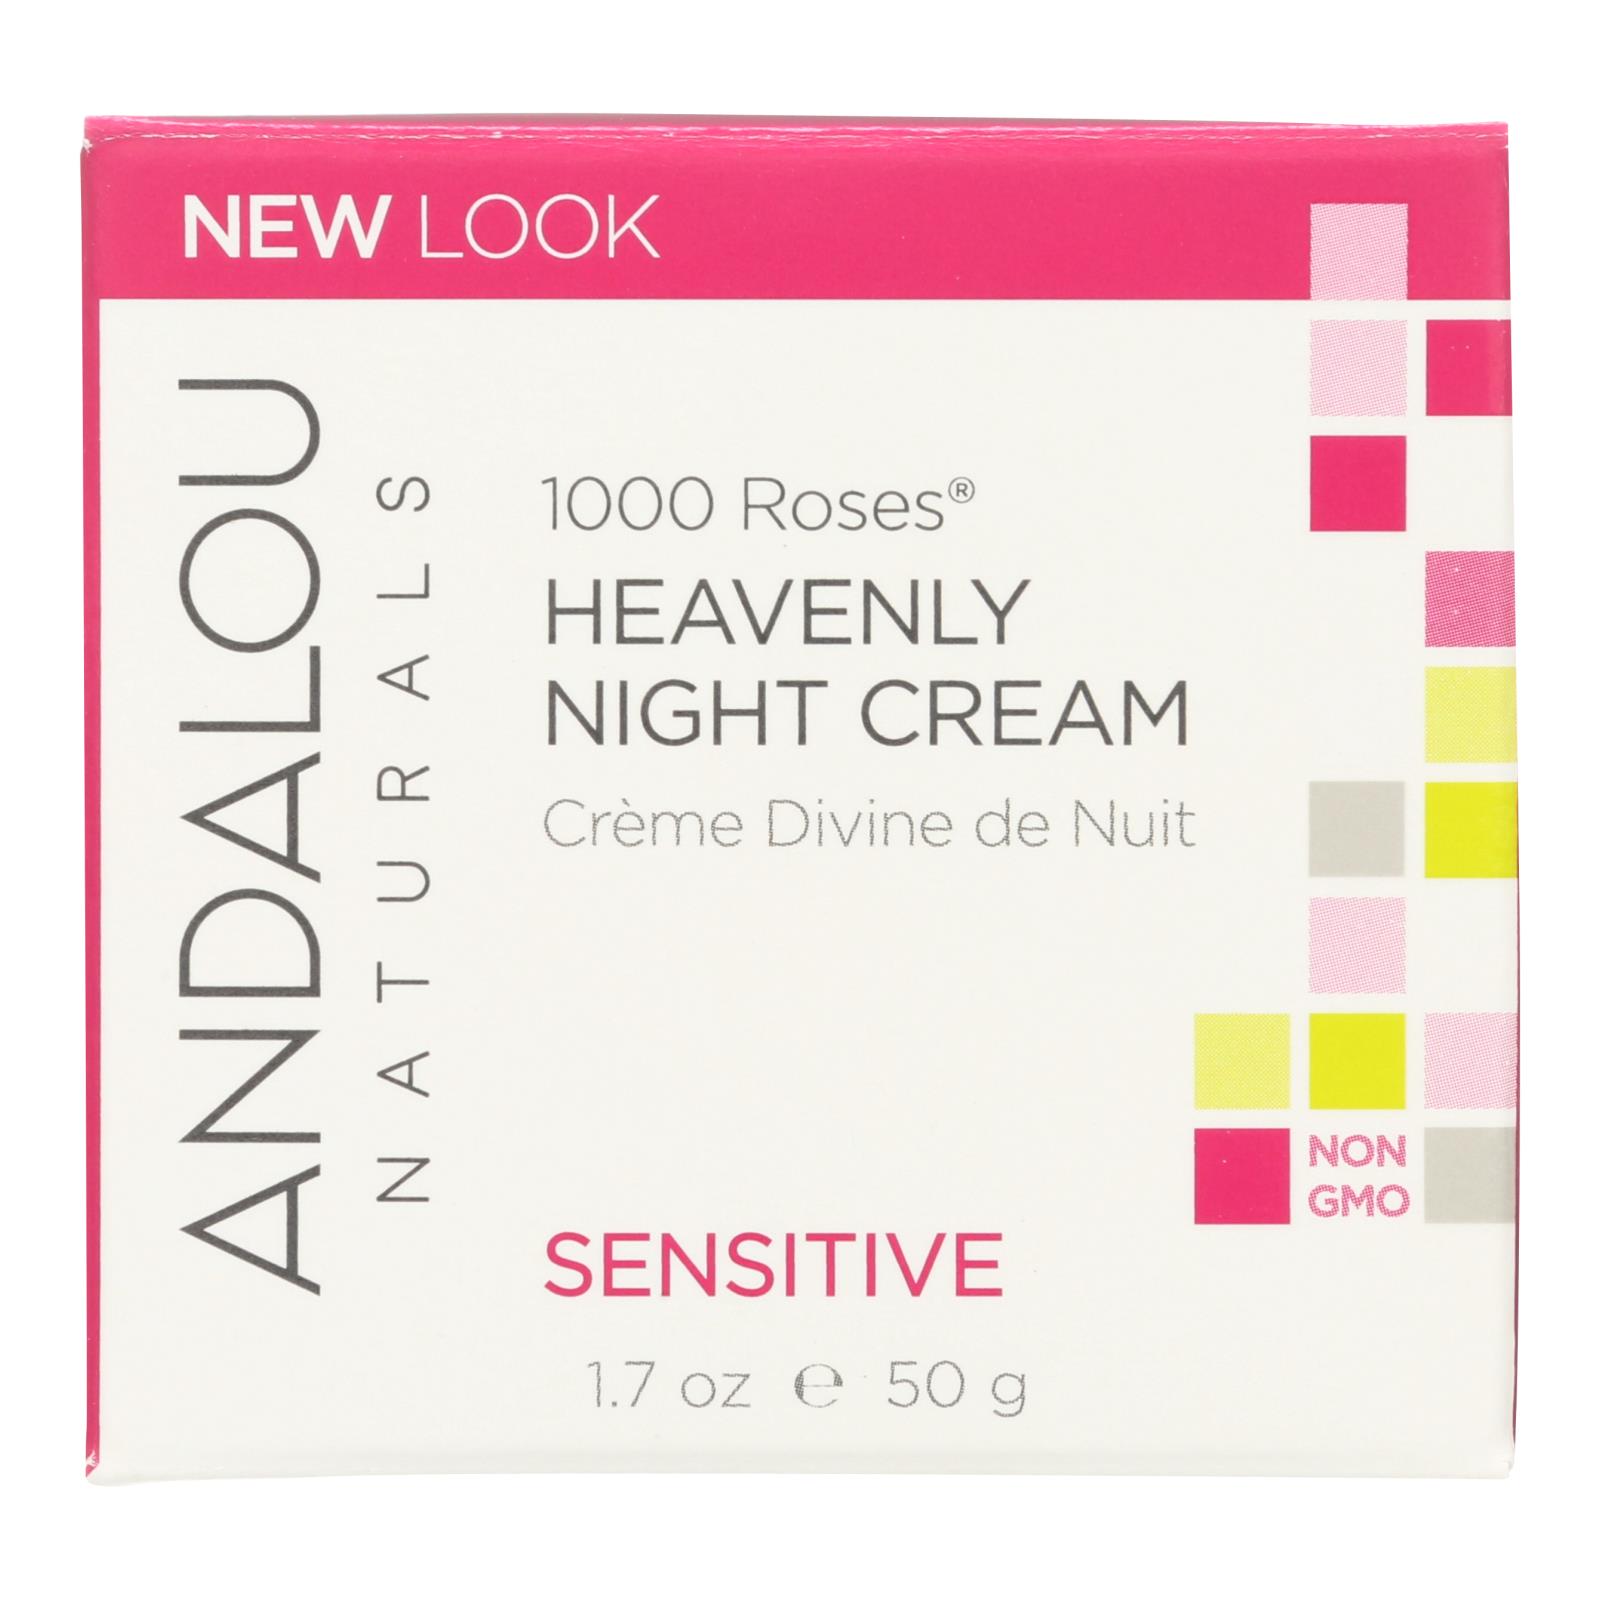 NEW LOOK
ANDALOU
NATURALS
1000 Roses®
HEAVENLY
NIGHT CREAM
Crème Divine de Nuit
NON
GMO
SENSITIVE
1.7 oz ℮ 50 g